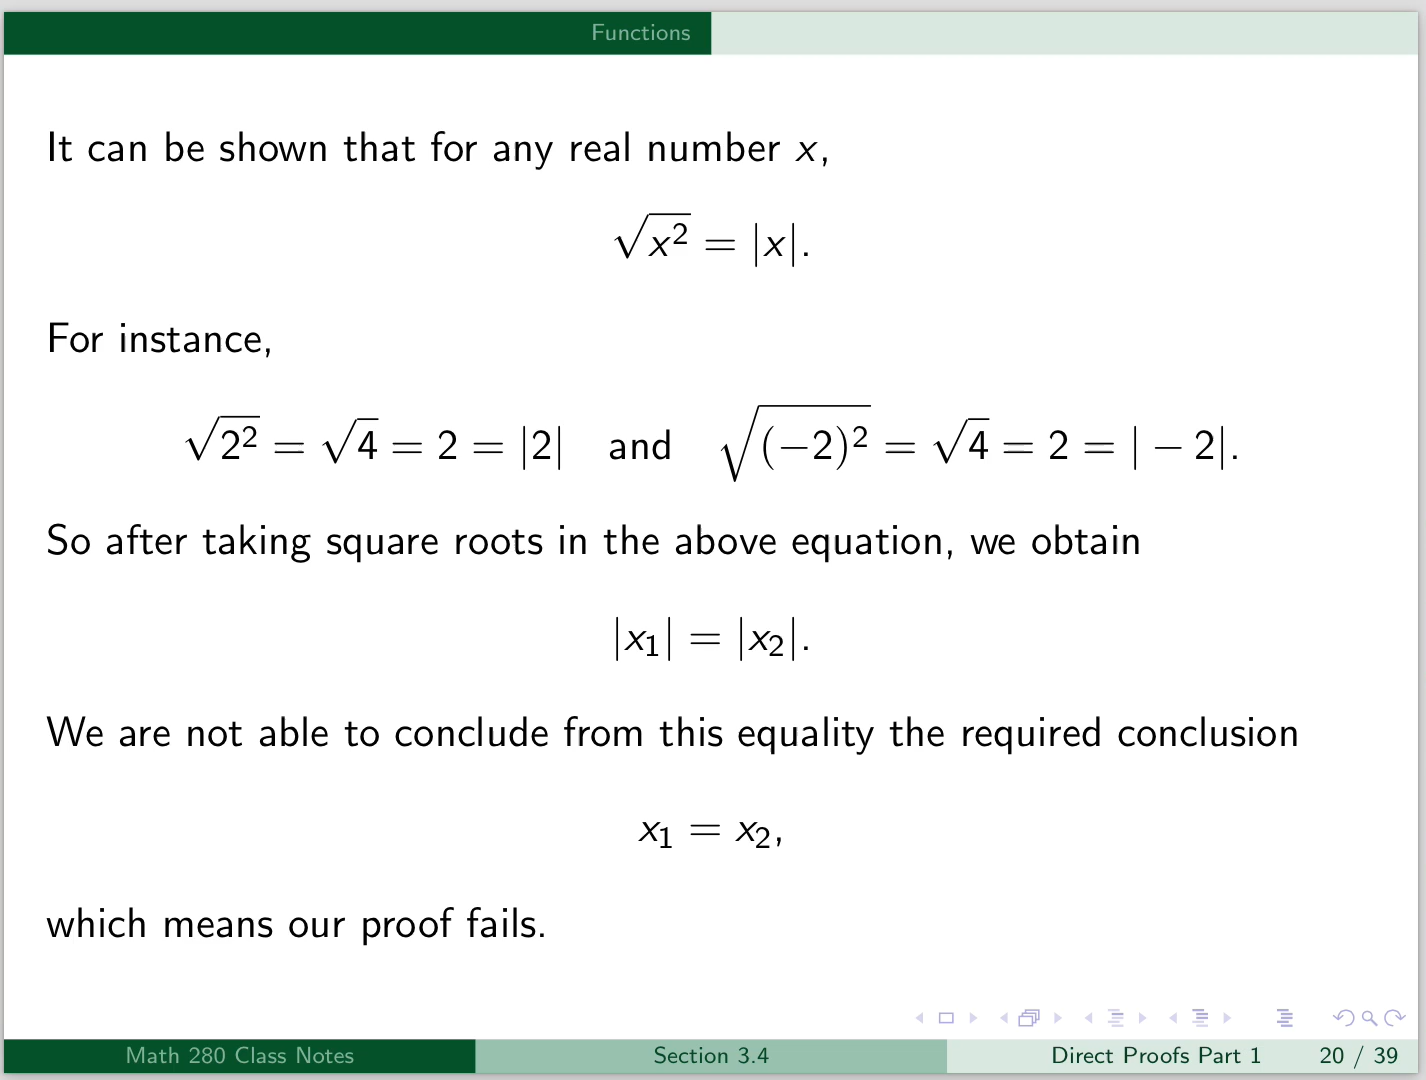 Functions
It can be shown that for any real number x,
√x² = |x|.
For instance,
√2² = √4 = 2 = |2| and √(−2)² = √4 = 2 = | − 2|.
So after taking square roots in the above equation, we obtain
|x₁| = |x₂|.
We are not able to conclude from this equality the required conclusion
x₁ = x₂,
which means our proof fails.
Math 280 Class Notes Section 3.4 Direct Proofs Part 1 20 / 39